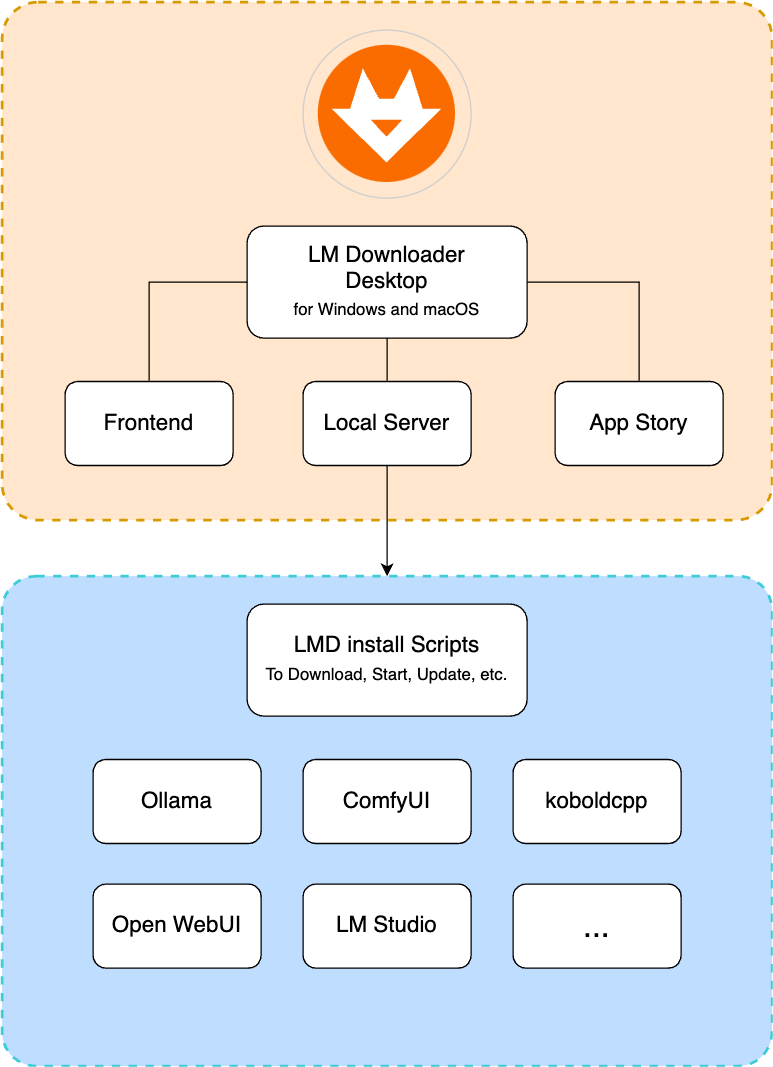 LM Downloader
Desktop
for Windows and macOS
Frontend
Local Server
App Story
LMD install Scripts
To Download, Start, Update, etc.
Ollama
ComfyUI
koboldcpp
Open WebUI
LM Studio
...